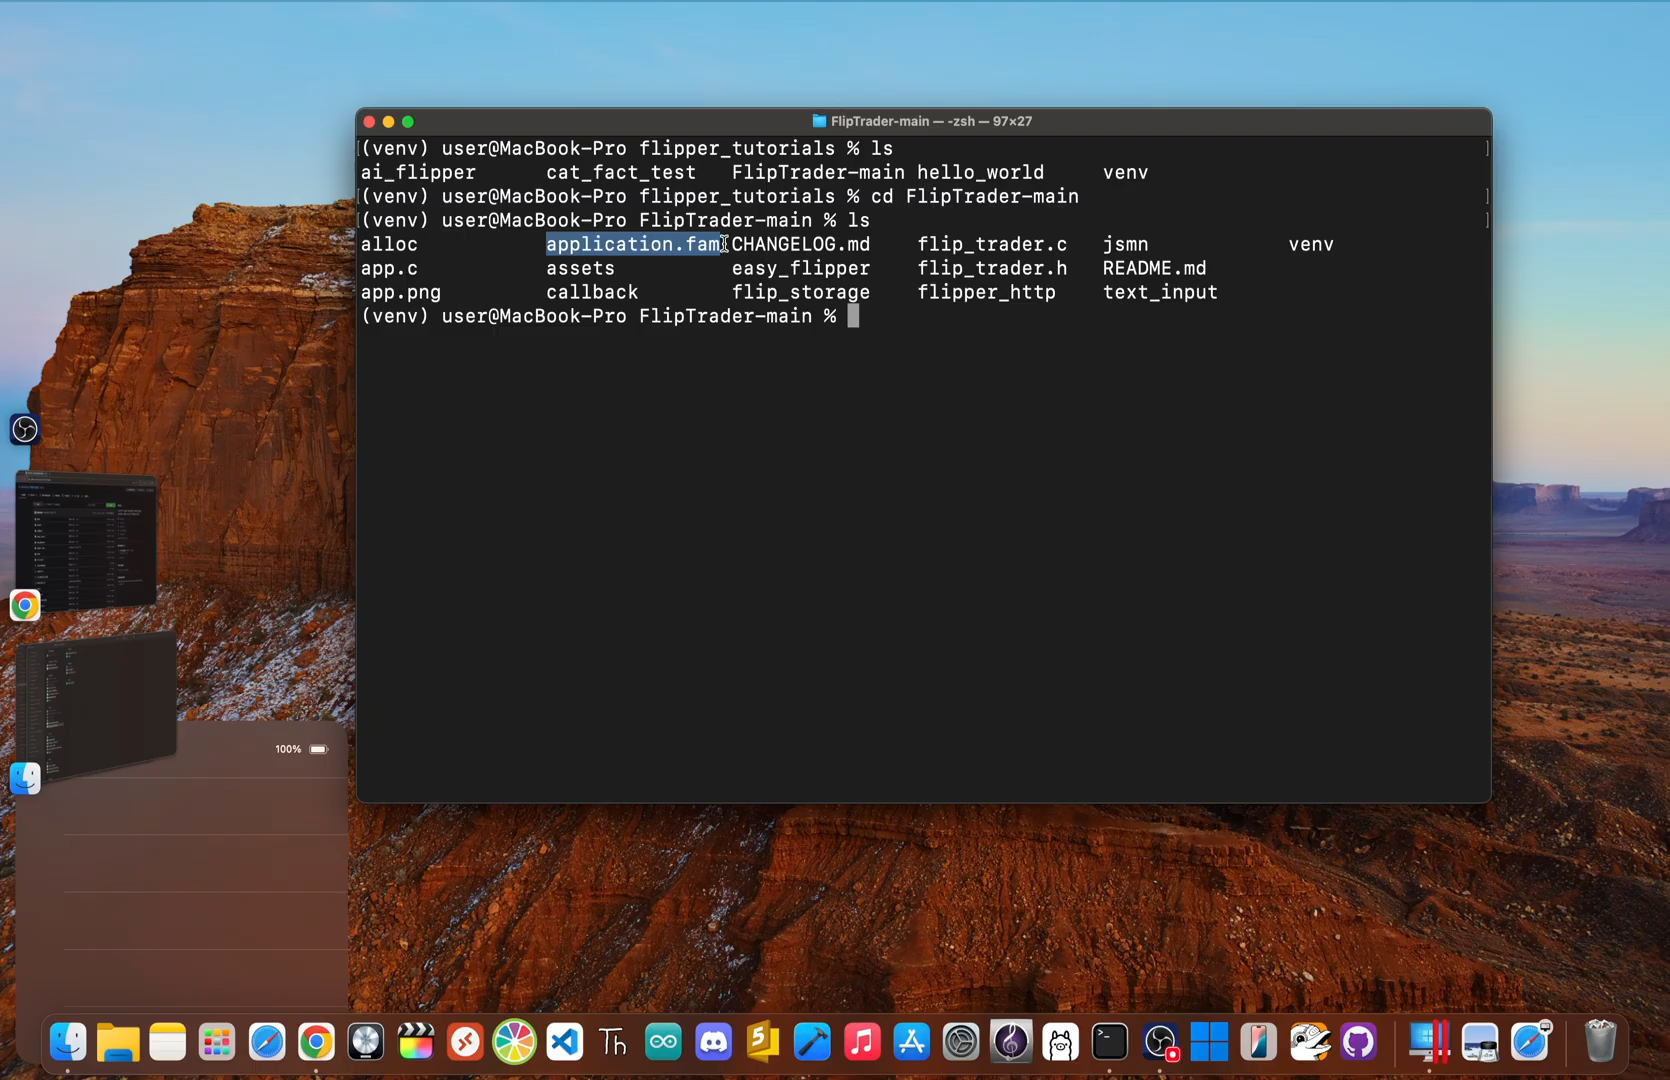 FlipTrader-main — -zsh — 97×27
(venv) user@MacBook-Pro flipper_tutorials % ls
ai_flipper cat_fact_test FlipTrader-main hello_world venv
(venv) user@MacBook-Pro flipper_tutorials % cd FlipTrader-main
(venv) user@MacBook-Pro FlipTrader-main % ls
alloc application.fam CHANGELOG.md flip_trader.c jsmn venv
app.c assets easy_flipper flip_trader.h README.md
app.png callback flip_storage flipper_http text_input
(venv) user@MacBook-Pro FlipTrader-main %
100%
Th
5